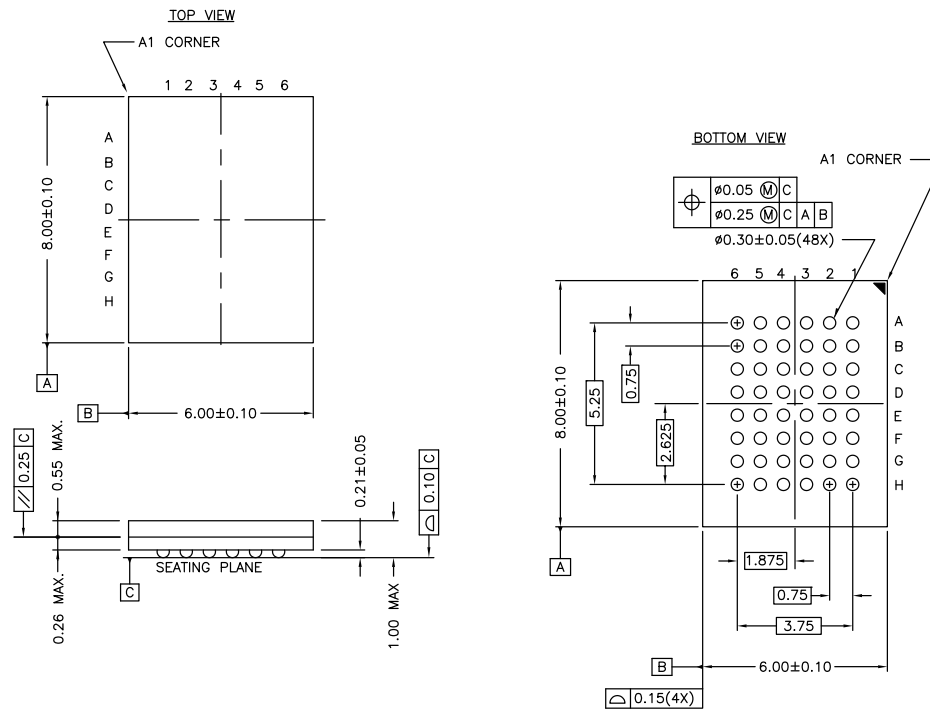 TOP VIEW
A1 CORNER
1 2 3 4 5 6
A
B
C
D
E
F
G
H
8.00±0.10
A
B
6.00±0.10
// 0.25 C
0.55 MAX.
0.21±0.05
⌓ 0.10 C
SEATING PLANE
C
0.26 MAX.
1.00 MAX
BOTTOM VIEW
A1 CORNER
⌖ ø0.05 Ⓜ C
ø0.25 Ⓜ C A B
ø0.30±0.05(48X)
6 5 4 3 2 1
A
B
C
D
E
F
G
H
8.00±0.10
5.25
0.75
2.625
A
1.875
0.75
3.75
B
6.00±0.10
⌓ 0.15(4X)